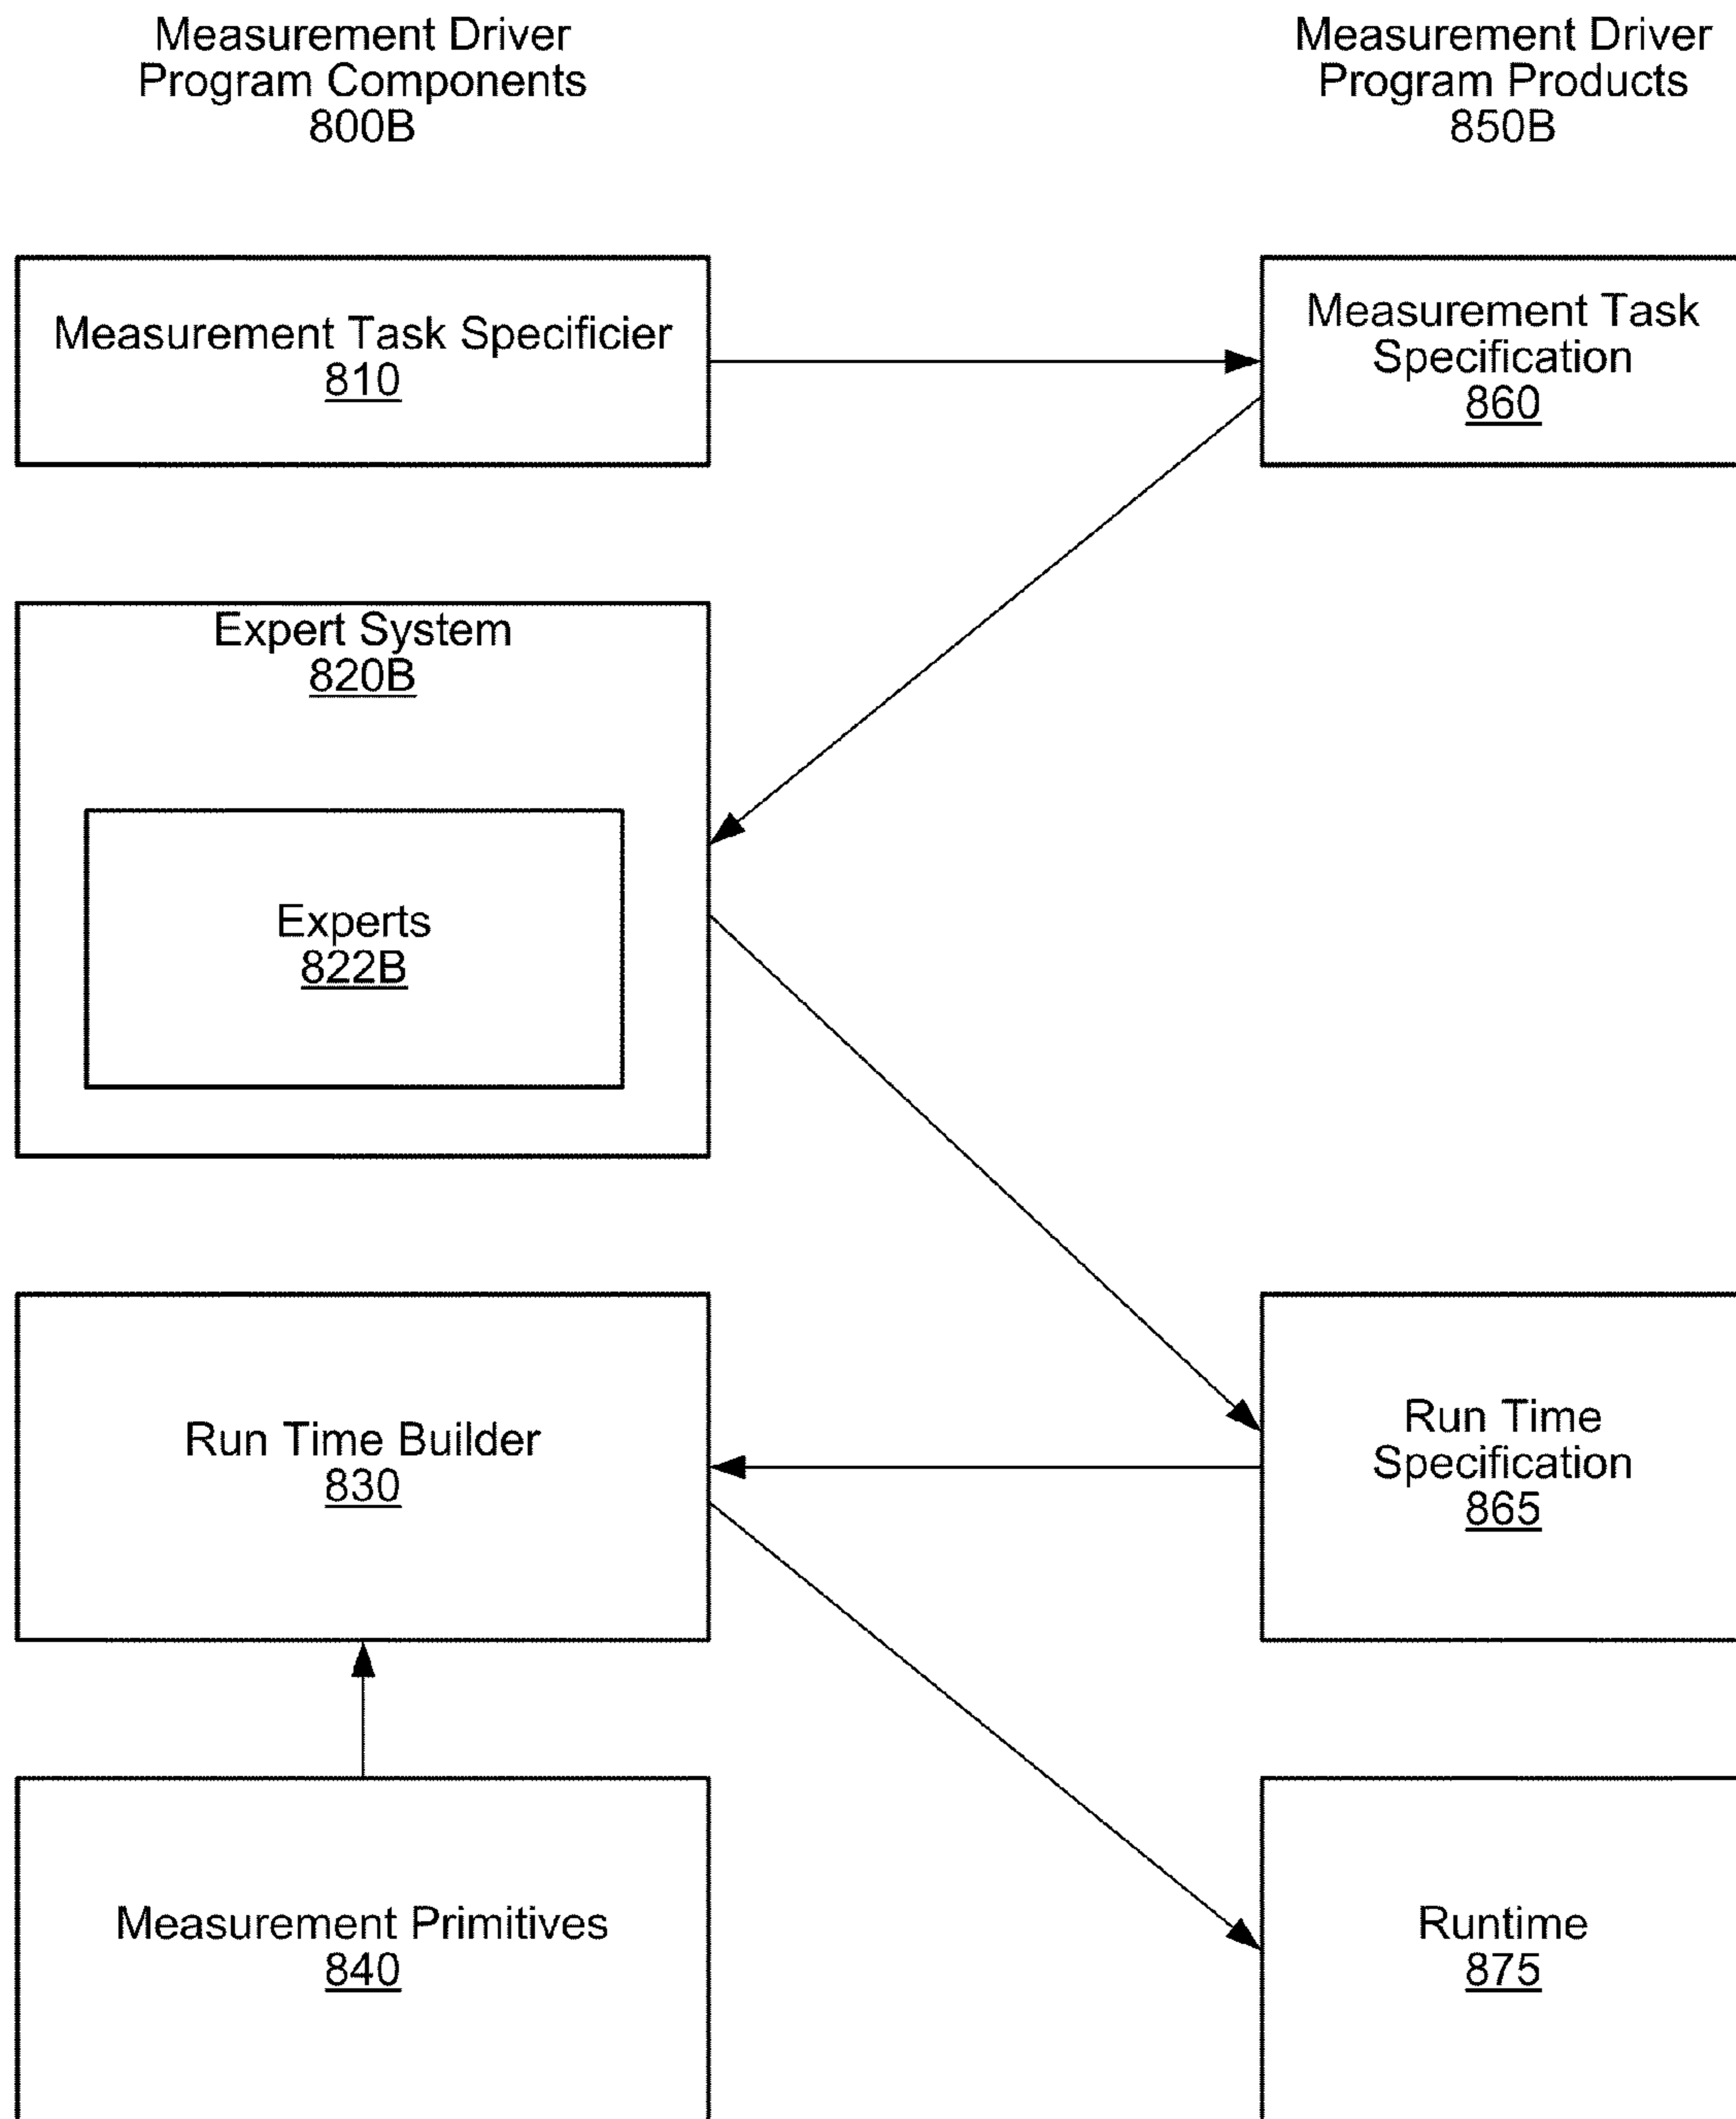 Measurement Driver
Program Components
800B
Measurement Driver
Program Products
850B
Measurement Task Specificier
810
Measurement Task
Specification
860
Expert System
820B
Experts
822B
Run Time Builder
830
Run Time
Specification
865
Measurement Primitives
840
Runtime
875